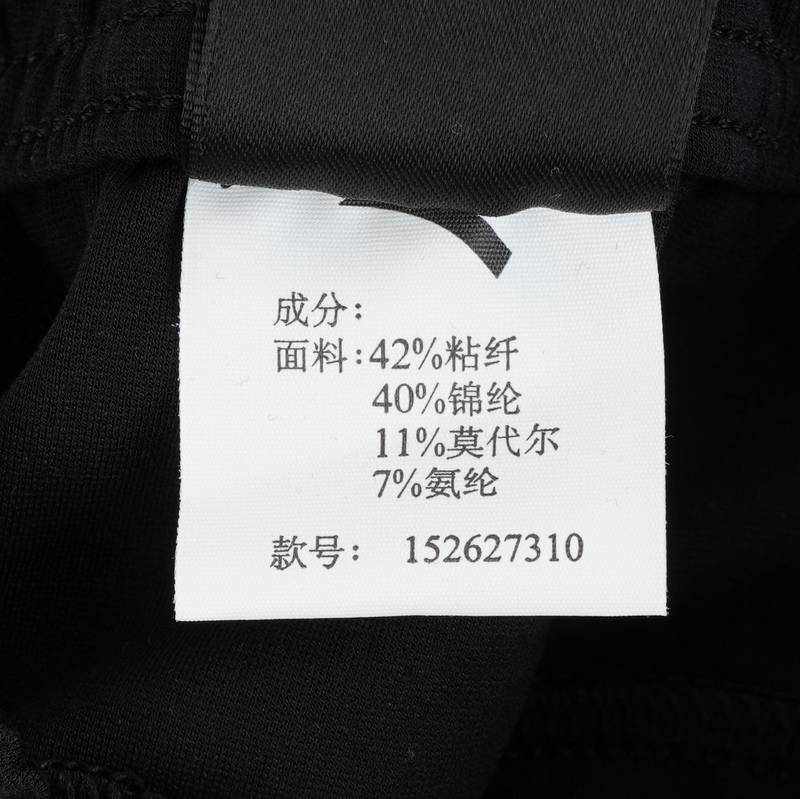 成分：
面料：42%粘纤
40%锦纶
11%莫代尔
7%氨纶
款号： 152627310